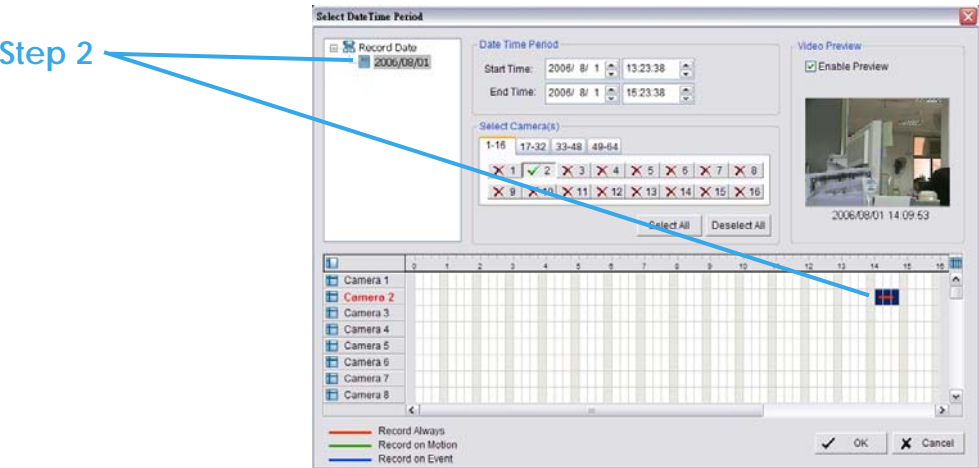 Select DateTime Period
Step 2
Record Date
2006/08/01
Date Time Period
Start Time: 2006/ 8/ 1 13:23:38
End Time: 2006/ 8/ 1 15:23:38
Select Camera(s)
1-16 17-32 33-48 49-64
1 2 3 4 5 6 7 8
9 10 11 12 13 14 15 16
Select All Deselect All
Video Preview
Enable Preview
2006/08/01 14:09:53
0 1 2 3 4 5 6 7 8 9 10 11 12 13 14 15 16
Camera 1
Camera 2
Camera 3
Camera 4
Camera 5
Camera 6
Camera 7
Camera 8
Record Always
Record on Motion
Record on Event
OK Cancel